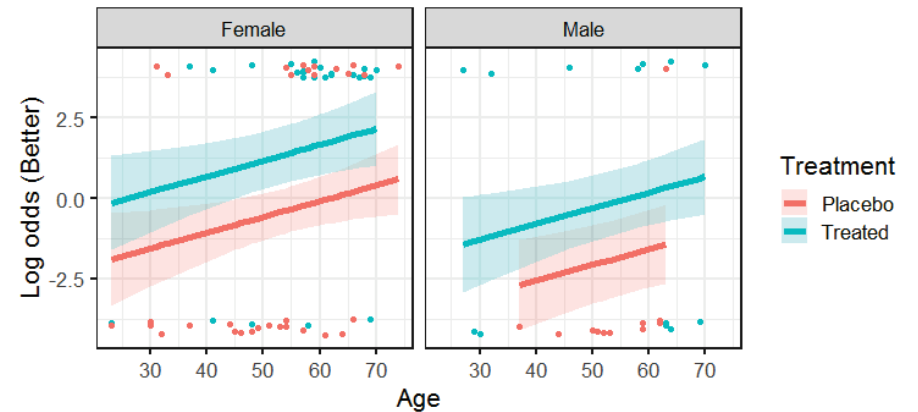 Female
Male
Log odds (Better)
2.5
0.0
-2.5
30 40 50 60 70
30 40 50 60 70
Age
Treatment
Placebo
Treated